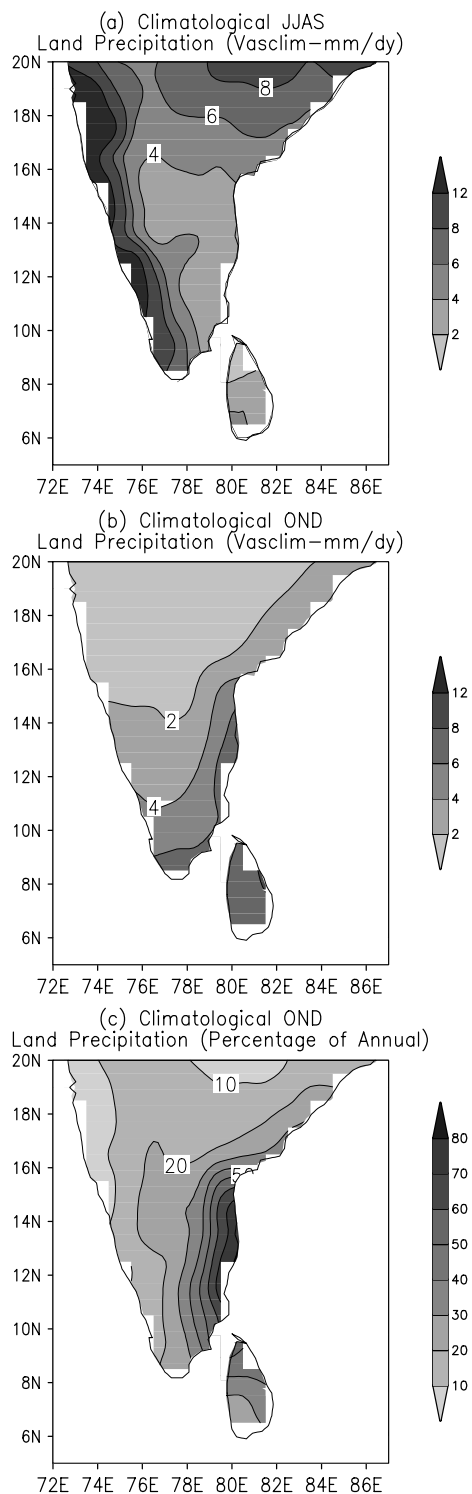 (a) Climatological JJAS
Land Precipitation (Vasclim−mm/dy)
20N
18N
16N
14N
12N
10N
8N
6N
72E 74E 76E 78E 80E 82E 84E 86E
8
6
4
12
8
6
4
2
(b) Climatological OND
Land Precipitation (Vasclim−mm/dy)
20N
18N
16N
14N
12N
10N
8N
6N
72E 74E 76E 78E 80E 82E 84E 86E
2
4
12
8
6
4
2
(c) Climatological OND
Land Precipitation (Percentage of Annual)
20N
18N
16N
14N
12N
10N
8N
6N
72E 74E 76E 78E 80E 82E 84E 86E
10
20
50
80
70
60
50
40
30
20
10